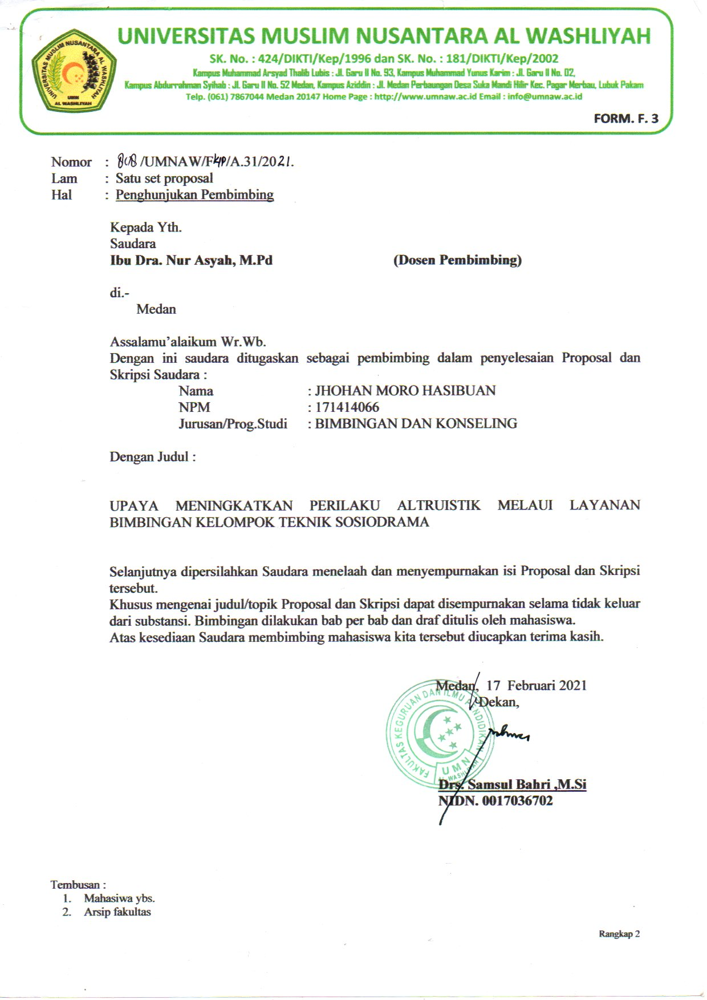 UNIVERSITAS MUSLIM NUSANTARA AL WASHLIYAH
SK. No. : 424/DIKTI/Kep/1996 dan SK. No. : 181/DIKTI/Kep/2002
Kampus Muhammad Arsyad Thalib Lubis : Jl. Garu II No. 93, Kampus Muhammad Yunus Karim : Jl. Garu II No. 02,
Kampus Abdurrahman Syihab : Jl. Garu II No. 52 Medan, Kampus Aziddin : Jl. Medan Perbaungan Desa Suka Mandi Hilir Kec. Pagar Merbau, Lubuk Pakam
Telp. (061) 7867044 Medan 20147 Home Page : http://www.umnaw.ac.id Email : info@umnaw.ac.id
UNIVERSITAS MUSLIM NUSANTARA AL WASHLIYAH
UMN
AL WASHLIYAH
FORM. F. 3
Nomor : /UMNAW/FKIP/A.31/2021.
Lam : Satu set proposal
Hal : Penghunjukan Pembimbing
Kepada Yth.
Saudara
Ibu Dra. Nur Asyah, M.Pd (Dosen Pembimbing)
di.-
Medan
Assalamu’alaikum Wr.Wb.
Dengan ini saudara ditugaskan sebagai pembimbing dalam penyelesaian Proposal dan
Skripsi Saudara :
Nama : JHOHAN MORO HASIBUAN
NPM : 171414066
Jurusan/Prog.Studi : BIMBINGAN DAN KONSELING
Dengan Judul :
UPAYA MENINGKATKAN PERILAKU ALTRUISTIK MELAUI LAYANAN
BIMBINGAN KELOMPOK TEKNIK SOSIODRAMA
Selanjutnya dipersilahkan Saudara menelaah dan menyempurnakan isi Proposal dan Skripsi
tersebut.
Khusus mengenai judul/topik Proposal dan Skripsi dapat disempurnakan selama tidak keluar
dari substansi. Bimbingan dilakukan bab per bab dan draf ditulis oleh mahasiswa.
Atas kesediaan Saudara membimbing mahasiswa kita tersebut diucapkan terima kasih.
Medan, 17 Februari 2021
Dekan,
FAKULTAS KEGURUAN DAN ILMU PENDIDIKAN
UMN
AL WASHLIYAH
Drs. Samsul Bahri ,M.Si
NIDN. 0017036702
Tembusan :
1. Mahasiwa ybs.
2. Arsip fakultas
Rangkap 2